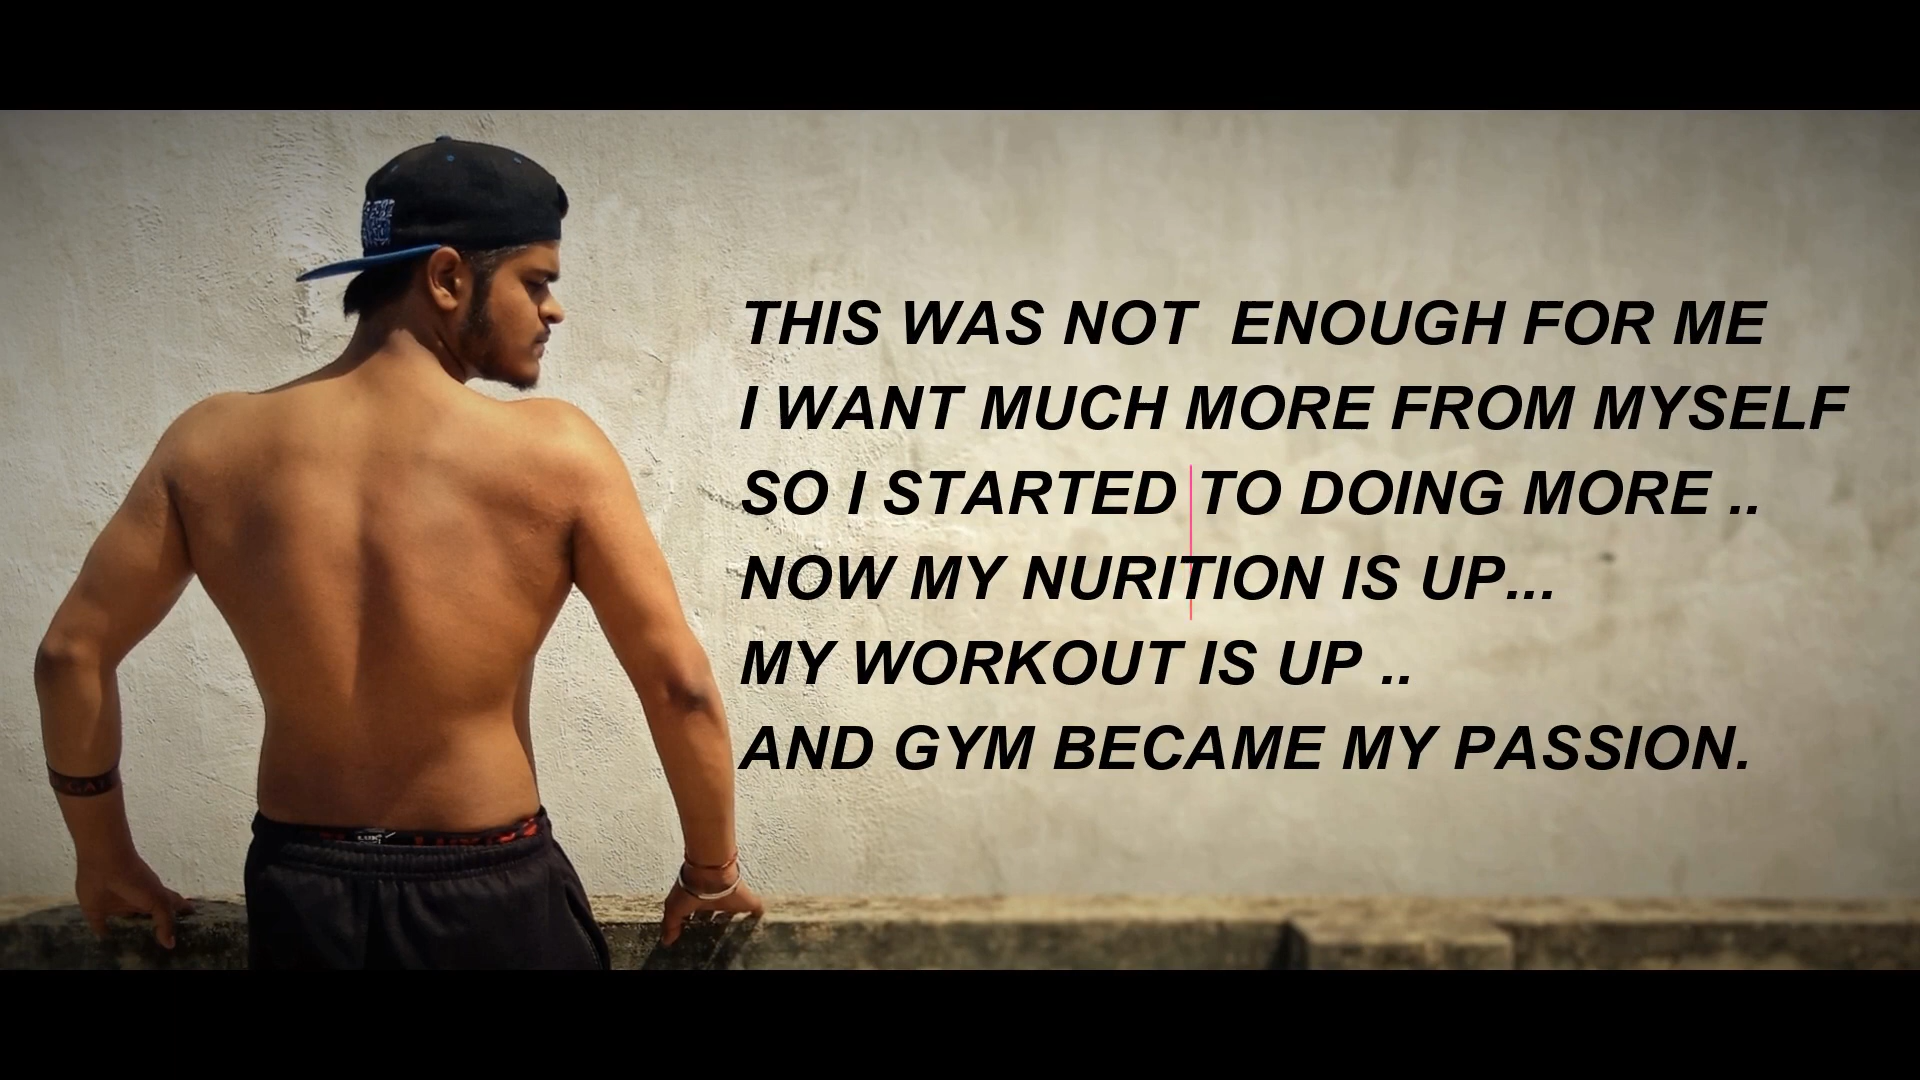 THIS WAS NOT  ENOUGH FOR ME
I WANT MUCH MORE FROM MYSELF
SO I STARTED TO DOING MORE ..
NOW MY NURITION IS UP...
MY WORKOUT IS UP ..
AND GYM BECAME MY PASSION.